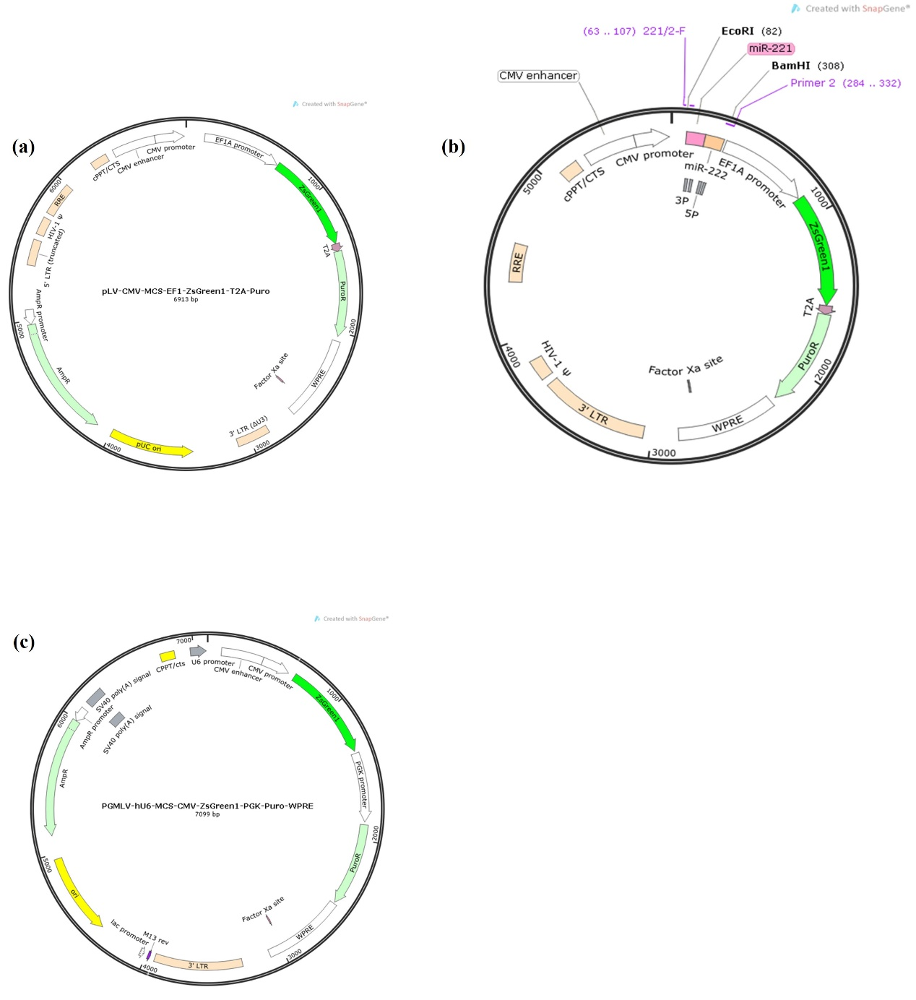 Created with SnapGene®
(63 .. 107) 221/2-F
EcoRI (82)
miR-221
BamHI (308)
Primer 2 (284 .. 332)
CMV enhancer
(b)
CMV promoter
miR-222
EF1A promoter
3P
5P
cPPT/CTS
5000
1000
ZsGreen1
T2A
PuroR
2000
RRE
4000
HIV-1 Ψ
3' LTR
Factor Xa site
WPRE
3000
Created with SnapGene®
(a)
EF1A promoter
CMV promoter
CMV enhancer
cPPT/CTS
6000
RRE
HIV-1 Ψ
5' LTR (truncated)
1000
ZsGreen1
T2A
pLV-CMV-MCS-EF1-ZsGreen1-T2A-Puro
6913 bp
PuroR
AmpR promoter
5000
2000
AmpR
Factor Xa site
WPRE
3' LTR (ΔU3)
pUC ori
4000
3000
Created with SnapGene®
(c)
7000
CPPT/cts
U6 promoter
CMV enhancer
CMV promoter
SV40 poly(A) signal
AmpR promoter
SV40 poly(A) signal
6000
1000
ZsGreen1
PGK promoter
AmpR
PGMLV-hU6-MCS-CMV-ZsGreen1-PGK-Puro-WPRE
7099 bp
2000
PuroR
5000
ori
Factor Xa site
WPRE
lac promoter
M13 rev
4000
3' LTR
3000